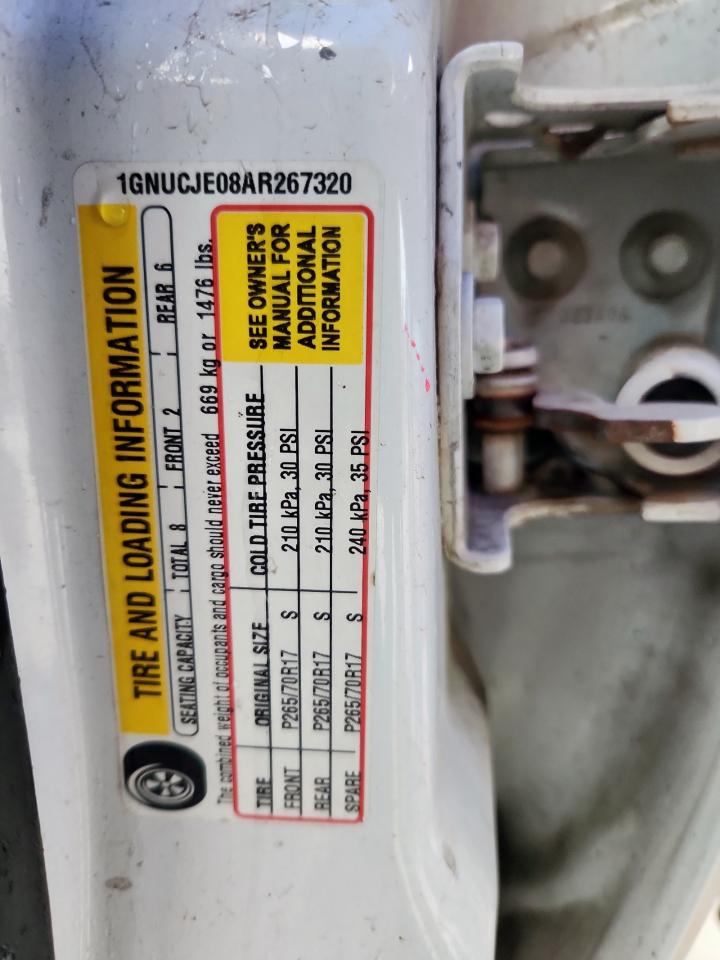 1GNUCJE08AR267320
TIRE AND LOADING INFORMATION
SEATING CAPACITY TOTAL 8 FRONT 2 REAR 6
The combined weight of occupants and cargo should never exceed 669 kg or 1476 lbs.
TIRE ORIGINAL SIZE COLD TIRE PRESSURE
FRONT P265/70R17 S 210 kPa, 30 PSI
REAR P265/70R17 S 210 kPa, 30 PSI
SPARE P265/70R17 S 240 kPa, 35 PSI
SEE OWNER'S
MANUAL FOR
ADDITIONAL
INFORMATION